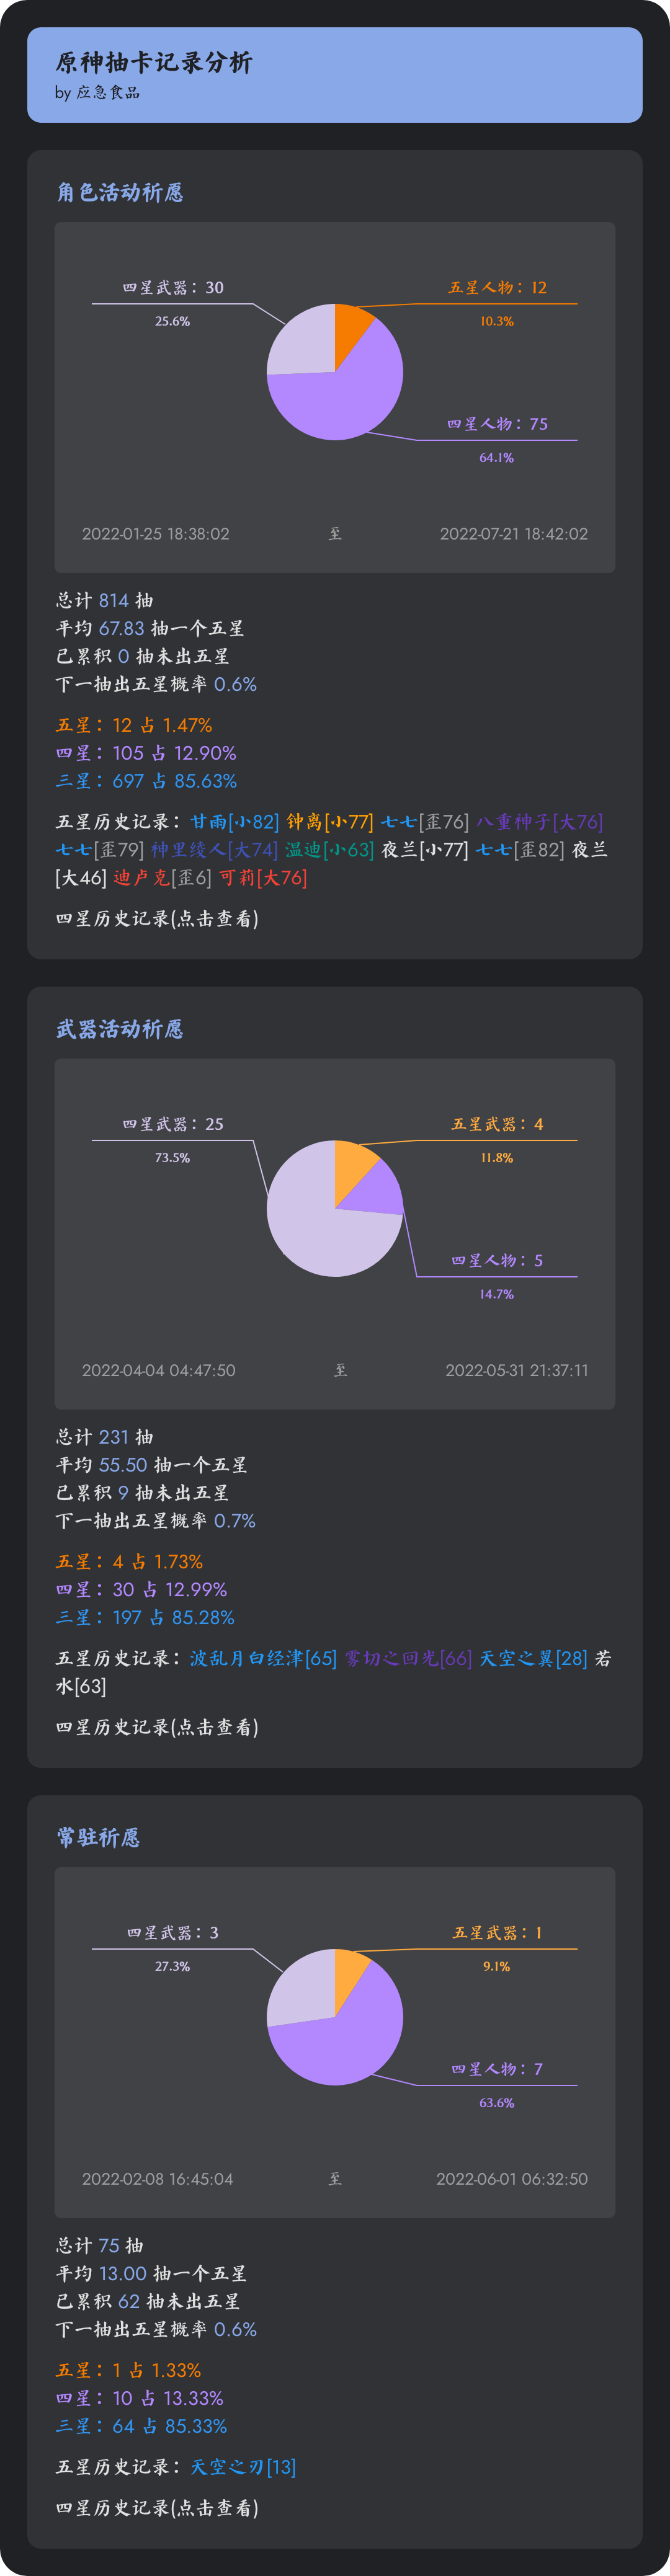 原神抽卡记录分析
by 应急食品
角色活动祈愿
四星武器：30
25.6%
五星人物：12
10.3%
四星人物：75
64.1%
2022-01-25 18:38:02 至 2022-07-21 18:42:02
总计 814 抽
平均 67.83 抽一个五星
已累积 0 抽未出五星
下一抽出五星概率 0.6%
五星：12 占 1.47%
四星：105 占 12.90%
三星：697 占 85.63%
五星历史记录：甘雨[小82] 钟离[小77] 七七[歪76] 八重神子[大76]
七七[歪79] 神里绫人[大74] 温迪[小63] 夜兰[小77] 七七[歪82] 夜兰
[大46] 迪卢克[歪6] 可莉[大76]
四星历史记录(点击查看)
武器活动祈愿
四星武器：25
73.5%
五星武器：4
11.8%
四星人物：5
14.7%
2022-04-04 04:47:50 至 2022-05-31 21:37:11
总计 231 抽
平均 55.50 抽一个五星
已累积 9 抽未出五星
下一抽出五星概率 0.7%
五星：4 占 1.73%
四星：30 占 12.99%
三星：197 占 85.28%
五星历史记录：波乱月白经津[65] 雾切之回光[66] 天空之翼[28] 若
水[63]
四星历史记录(点击查看)
常驻祈愿
四星武器：3
27.3%
五星武器：1
9.1%
四星人物：7
63.6%
2022-02-08 16:45:04 至 2022-06-01 06:32:50
总计 75 抽
平均 13.00 抽一个五星
已累积 62 抽未出五星
下一抽出五星概率 0.6%
五星：1 占 1.33%
四星：10 占 13.33%
三星：64 占 85.33%
五星历史记录：天空之刃[13]
四星历史记录(点击查看)